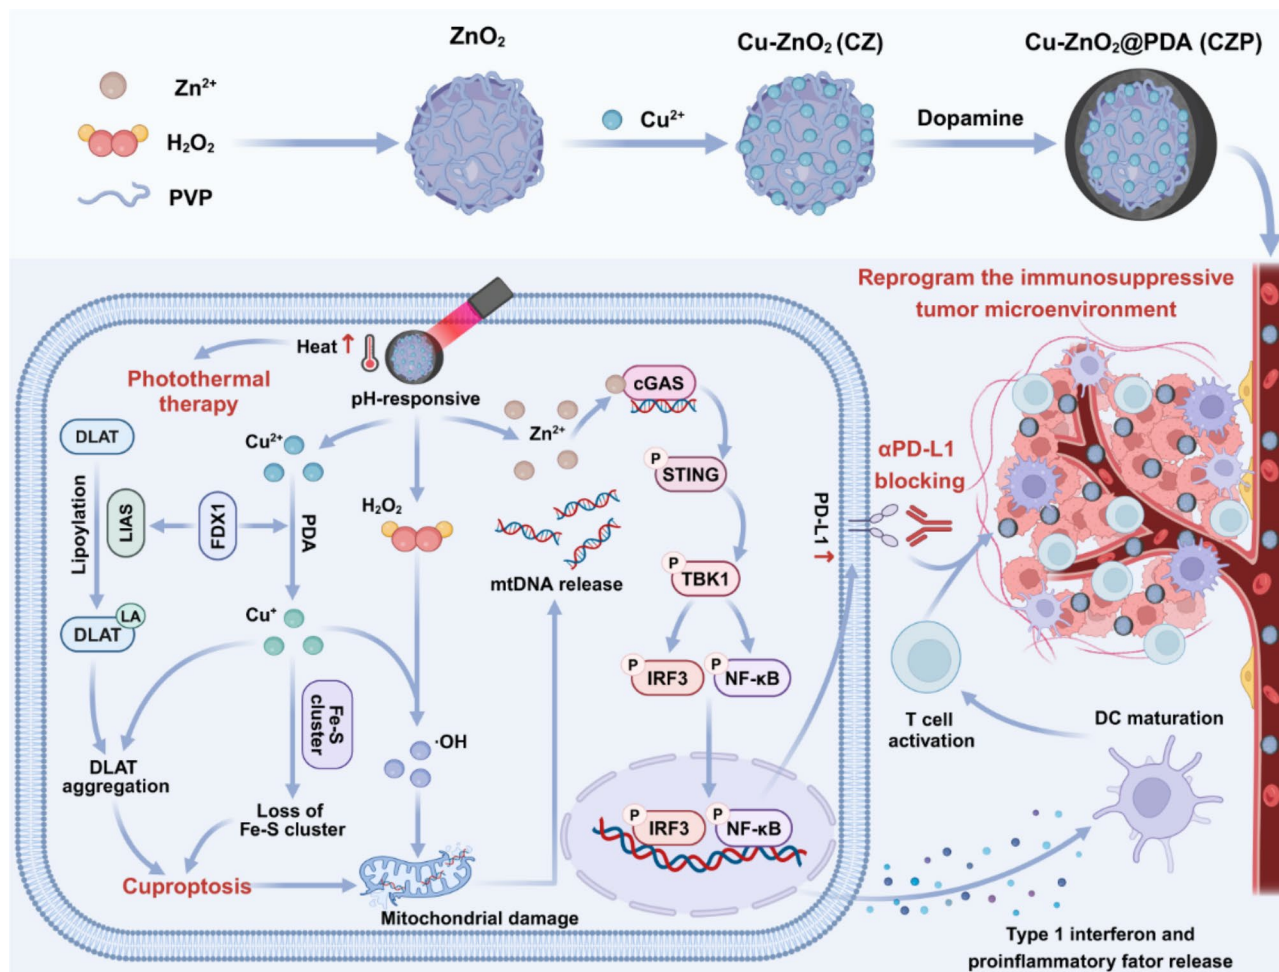 ZnO₂
Cu-ZnO₂ (CZ)
Cu-ZnO₂@PDA (CZP)
Zn²⁺
H₂O₂
PVP
Cu²⁺
Dopamine
Reprogram the immunosuppressive
tumor microenvironment
Heat ↑
Photothermal
therapy
pH-responsive
cGAS
Zn²⁺
DLAT
Cu²⁺
P
STING
αPD-L1
blocking
Lipoylation
LIAS
FDX1
PDA
H₂O₂
mtDNA release
P
TBK1
PD-L1 ↑
LA
DLAT
Cu⁺
P
IRF3
P
NF-κB
T cell
activation
DC maturation
Fe-S
cluster
·OH
DLAT
aggregation
Loss of
Fe-S cluster
P
IRF3
P
NF-κB
Cuproptosis
Mitochondrial damage
Type 1 interferon and
proinflammatory fator release